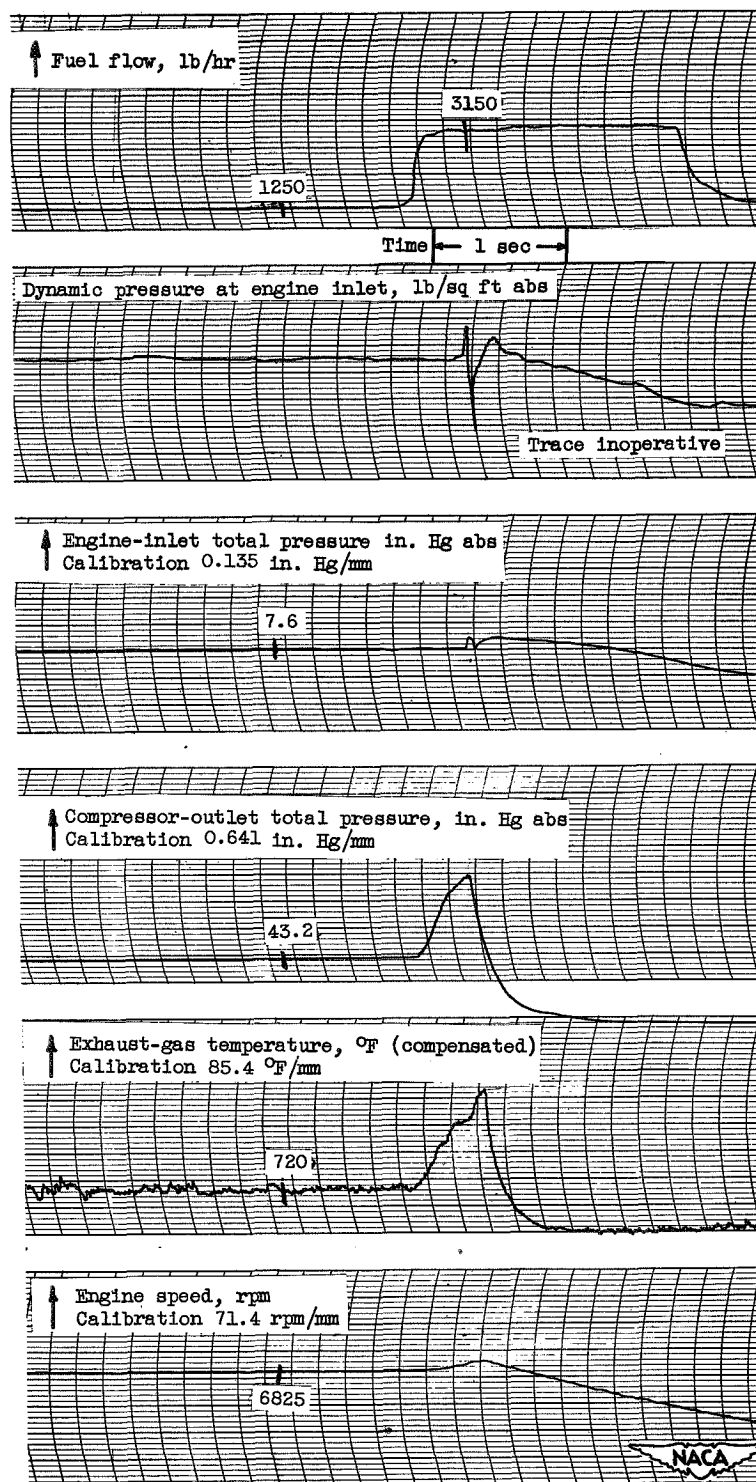 Fuel flow, lb/hr
3150
1250
Time 1 sec
Dynamic pressure at engine inlet, lb/sq ft abs
Trace inoperative
Engine-inlet total pressure in. Hg abs
Calibration 0.135 in. Hg/mm
7.6
Compressor-outlet total pressure, in. Hg abs
Calibration 0.641 in. Hg/mm
43.2
Exhaust-gas temperature, °F (compensated)
Calibration 85.4 °F/mm
720
Engine speed, rpm
Calibration 71.4 rpm/mm
6825
NACA